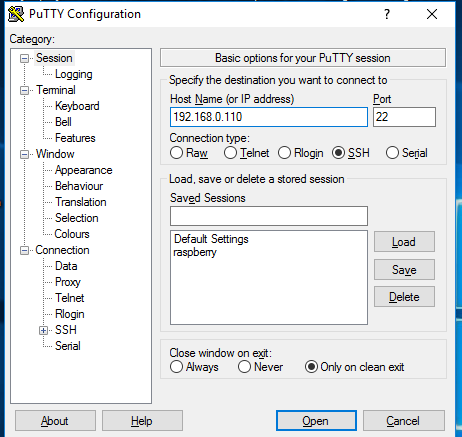 PuTTY Configuration
Category:
Session
Logging
Terminal
Keyboard
Bell
Features
Window
Appearance
Behaviour
Translation
Selection
Colours
Connection
Data
Proxy
Telnet
Rlogin
SSH
Serial
Basic options for your PuTTY session
Specify the destination you want to connect to
Host Name (or IP address) Port
192.168.0.110 22
Connection type:
Raw Telnet Rlogin SSH Serial
Load, save or delete a stored session
Saved Sessions
Default Settings
raspberry
Load
Save
Delete
Close window on exit:
Always Never Only on clean exit
About Help Open Cancel